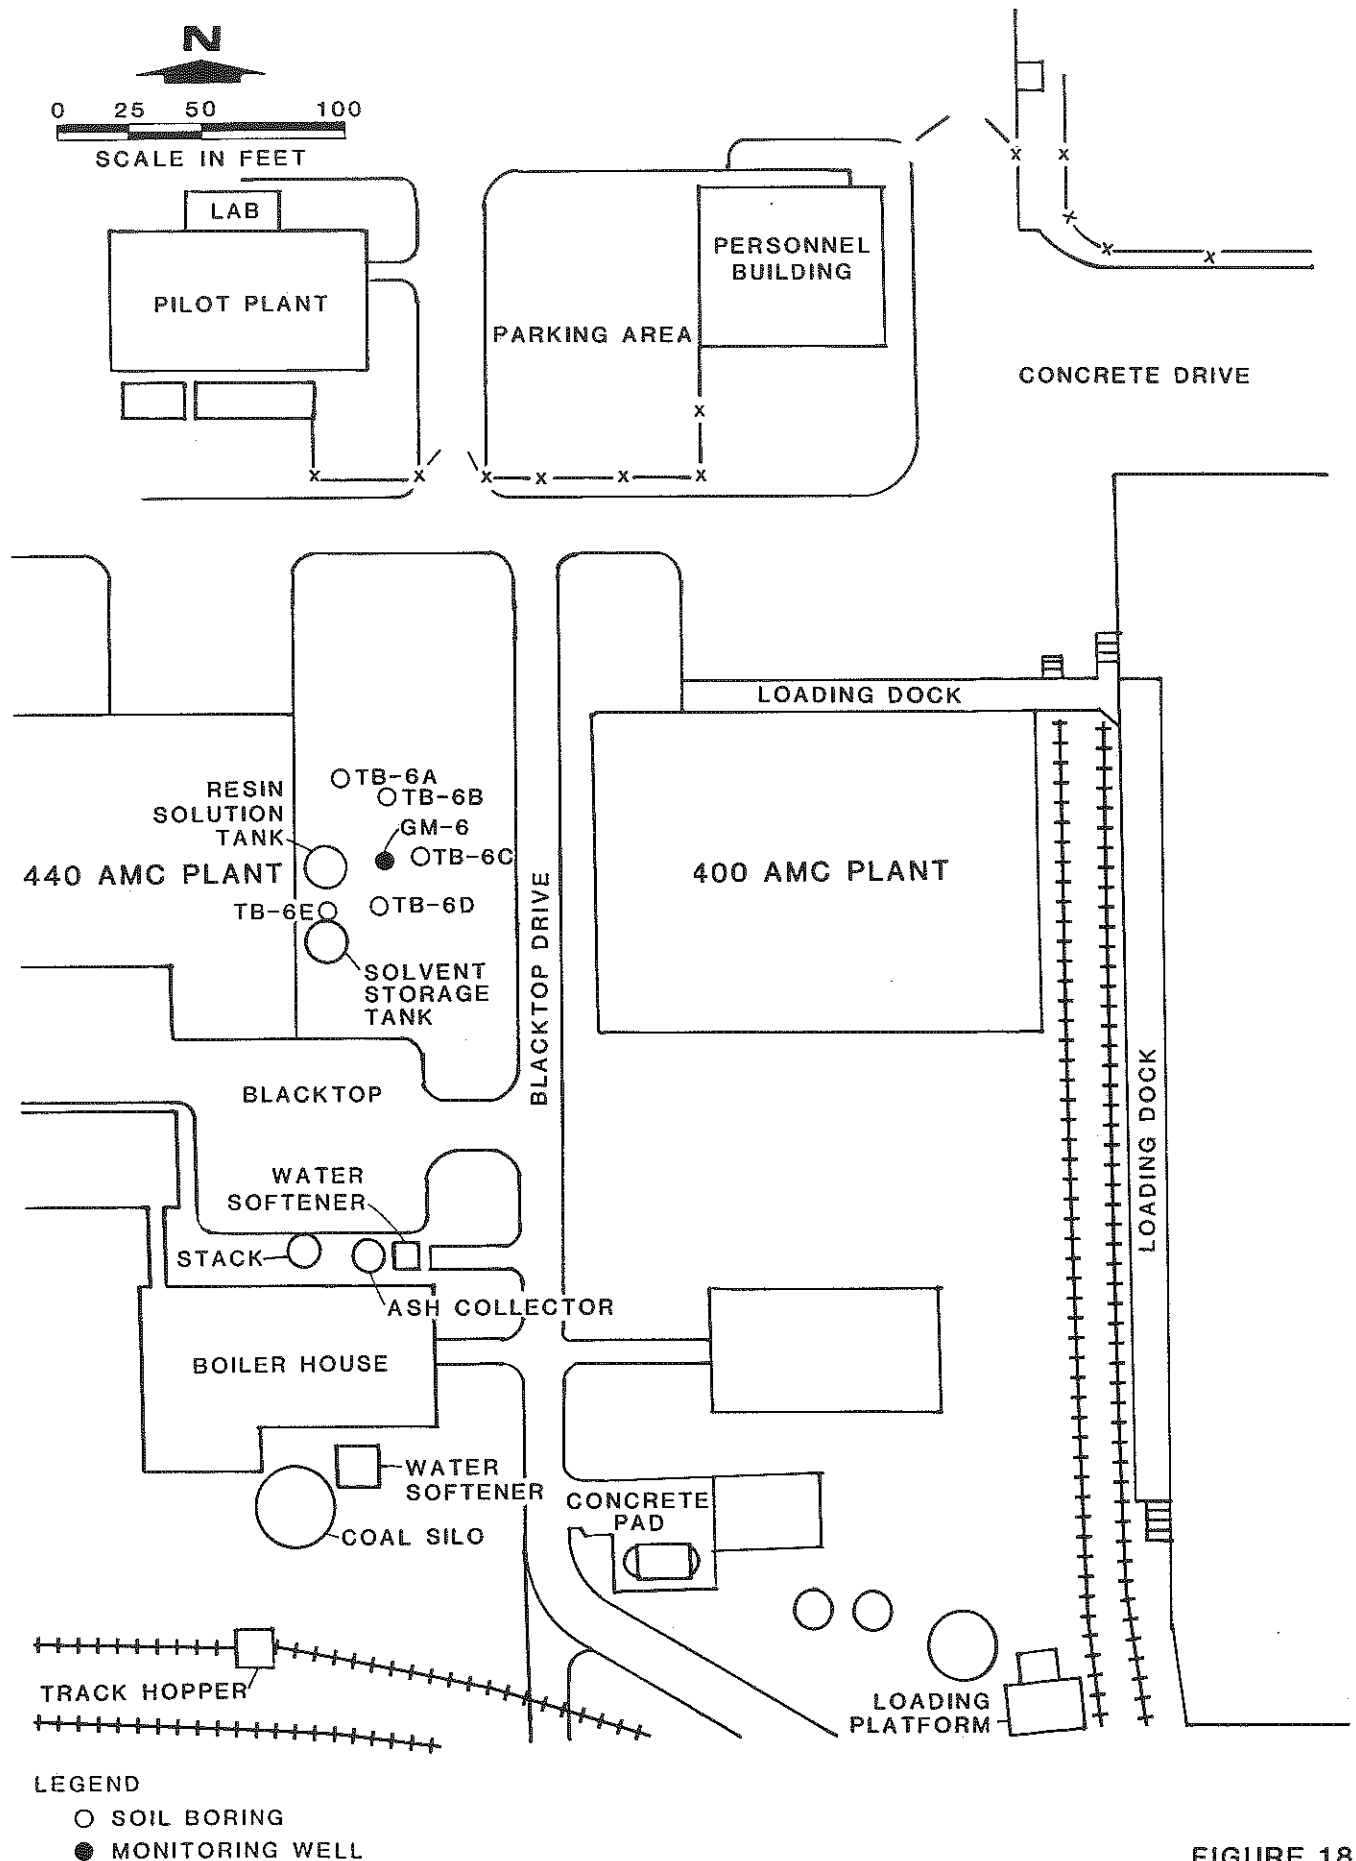 N
0 25 50 100
SCALE IN FEET
LAB
PILOT PLANT
PERSONNEL
BUILDING
PARKING AREA
CONCRETE DRIVE
LOADING DOCK
TB-6A
TB-6B
GM-6
TB-6C
TB-6D
TB-6E
RESIN
SOLUTION
TANK
440 AMC PLANT
400 AMC PLANT
SOLVENT
STORAGE
TANK
BLACKTOP DRIVE
LOADING DOCK
BLACKTOP
WATER
SOFTENER
STACK
ASH COLLECTOR
BOILER HOUSE
WATER
SOFTENER
COAL SILO
CONCRETE
PAD
TRACK HOPPER
LOADING
PLATFORM
LEGEND
SOIL BORING
MONITORING WELL
FIGURE 18